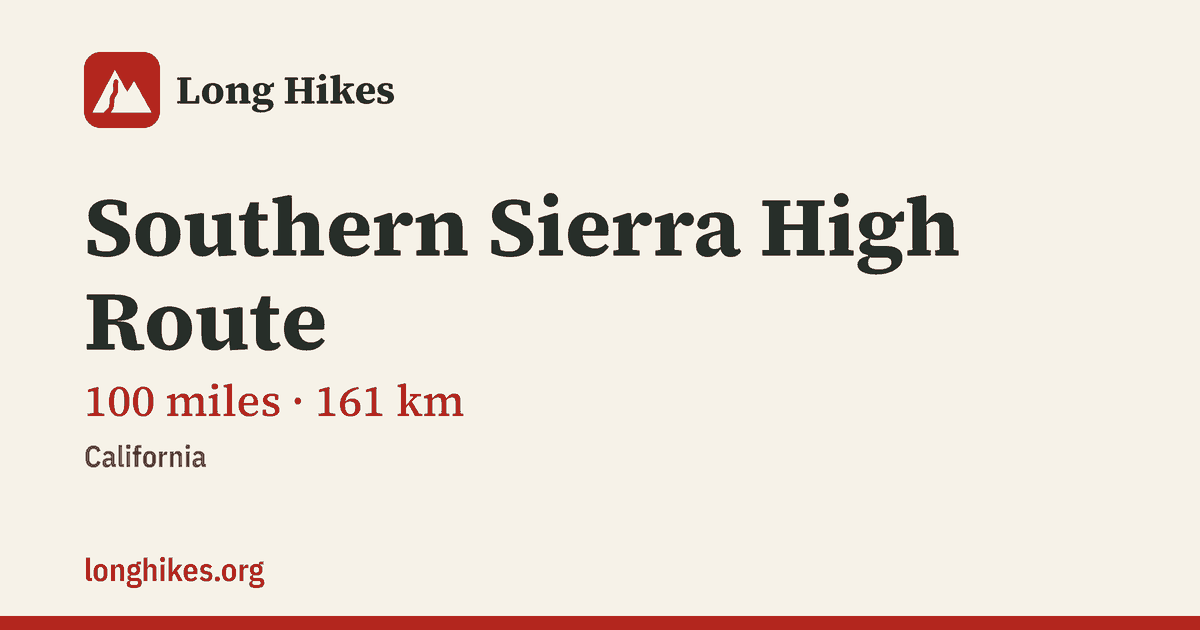 Long Hikes
Southern Sierra High
Route
100 miles · 161 km
California
longhikes.org